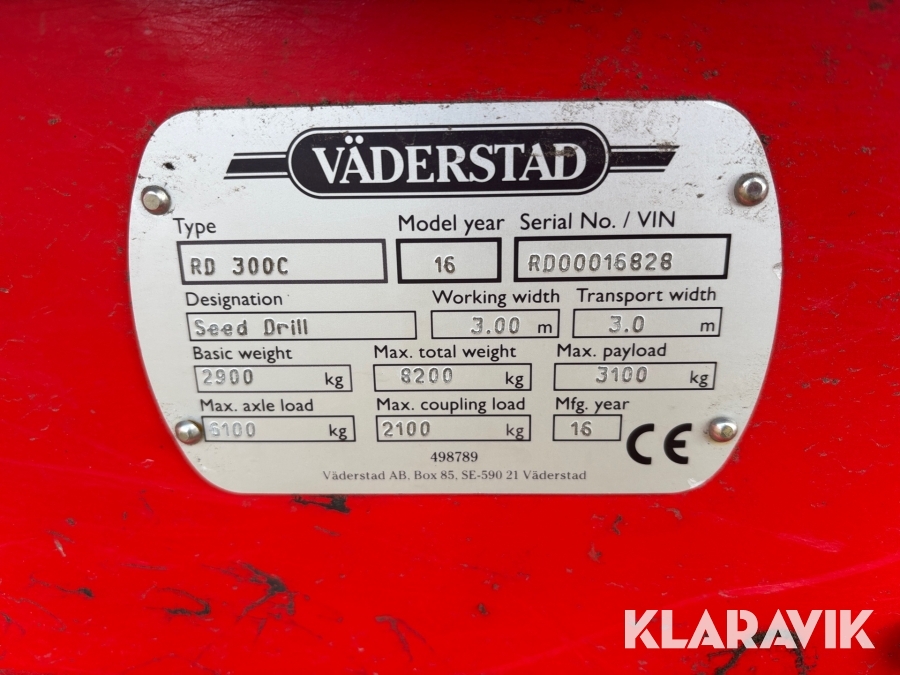 VÄDERSTAD
Type Model year Serial No. / VIN
RD 300C 16 RD00016828
Designation Working width Transport width
Seed Drill 3.00 m 3.0 m
Basic weight Max. total weight Max. payload
2900 kg 8200 kg 3100 kg
Max. axle load Max. coupling load Mfg. year
6100 kg 2100 kg 16 CE
498789
Väderstad AB, Box 85, SE-590 21 Väderstad
KLARAVIK